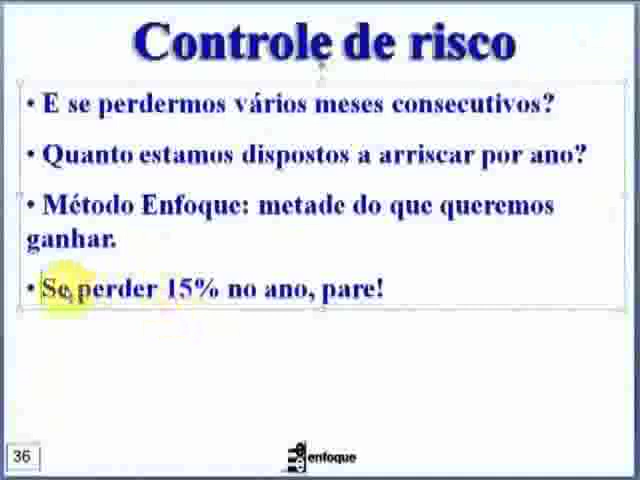 Controle de risco
• E se perdermos vários meses consecutivos?
• Quanto estamos dispostos a arriscar por ano?
• Método Enfoque: metade do que queremos
ganhar.
• Se perder 15% no ano, pare!
36
enfoque